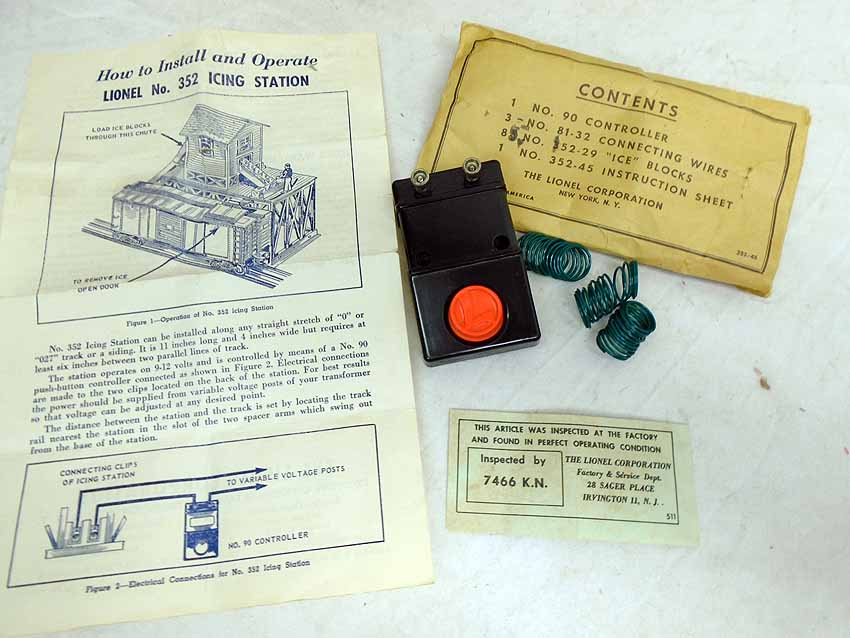 How to Install and Operate
LIONEL No. 352 ICING STATION
LOAD ICE BLOCKS
THROUGH THIS CHUTE
TO REMOVE ICE
OPEN DOOR
Figure 1—Operation of No. 352 Icing Station
No. 352 Icing Station can be installed along any straight stretch of "0" or
"027" track or a siding. It is 11 inches long and 4 inches wide but requires at
least six inches between two parallel lines of track.
The station operates on 9-12 volts and is controlled by means of a No. 90
push-button controller connected as shown in Figure 2. Electrical connections
are made to the two clips located on the back of the station. For best results
the power should be supplied from variable voltage posts of your transformer
so that voltage can be adjusted at any desired point.
The distance between the station and the track is set by locating the track
rail nearest the station in the slot of the two spacer arms which swing out
from the base of the station.
CONNECTING CLIPS
OF ICING STATION
TO VARIABLE VOLTAGE POSTS
NO. 90 CONTROLLER
Figure 2—Electrical Connections for No. 352 Icing Station
CONTENTS
1 NO. 90 CONTROLLER
3 - NO. 81-32 CONNECTING WIRES
8 NO. 352-29 "ICE" BLOCKS
1 NO. 352-45 INSTRUCTION SHEET
THE LIONEL CORPORATION
NEW YORK, N. Y.
AMERICA
THIS ARTICLE WAS INSPECTED AT THE FACTORY
AND FOUND IN PERFECT OPERATING CONDITION
Inspected by
7466 K.N.
THE LIONEL CORPORATION
Factory & Service Dept.
28 SAGER PLACE
IRVINGTON 11, N. J.
511